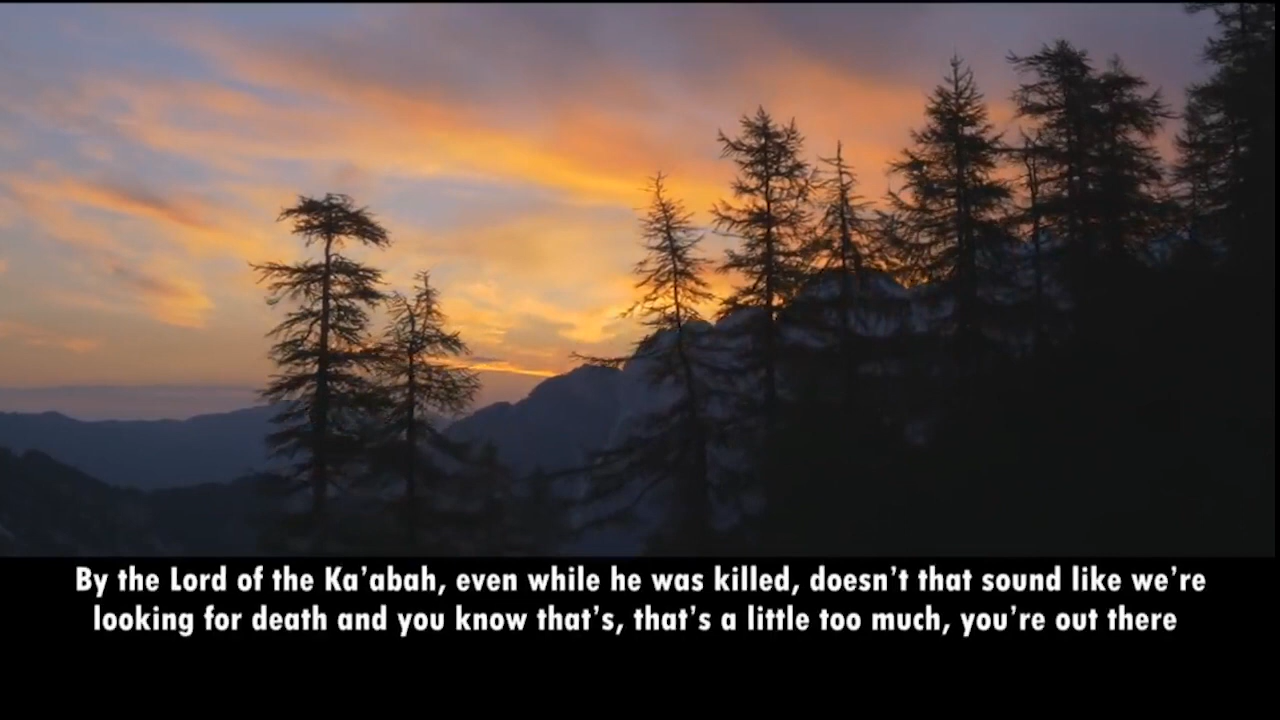 By the Lord of the Ka’abah, even while he was killed, doesn’t that sound like we’re
looking for death and you know that’s, that’s a little too much, you’re out there